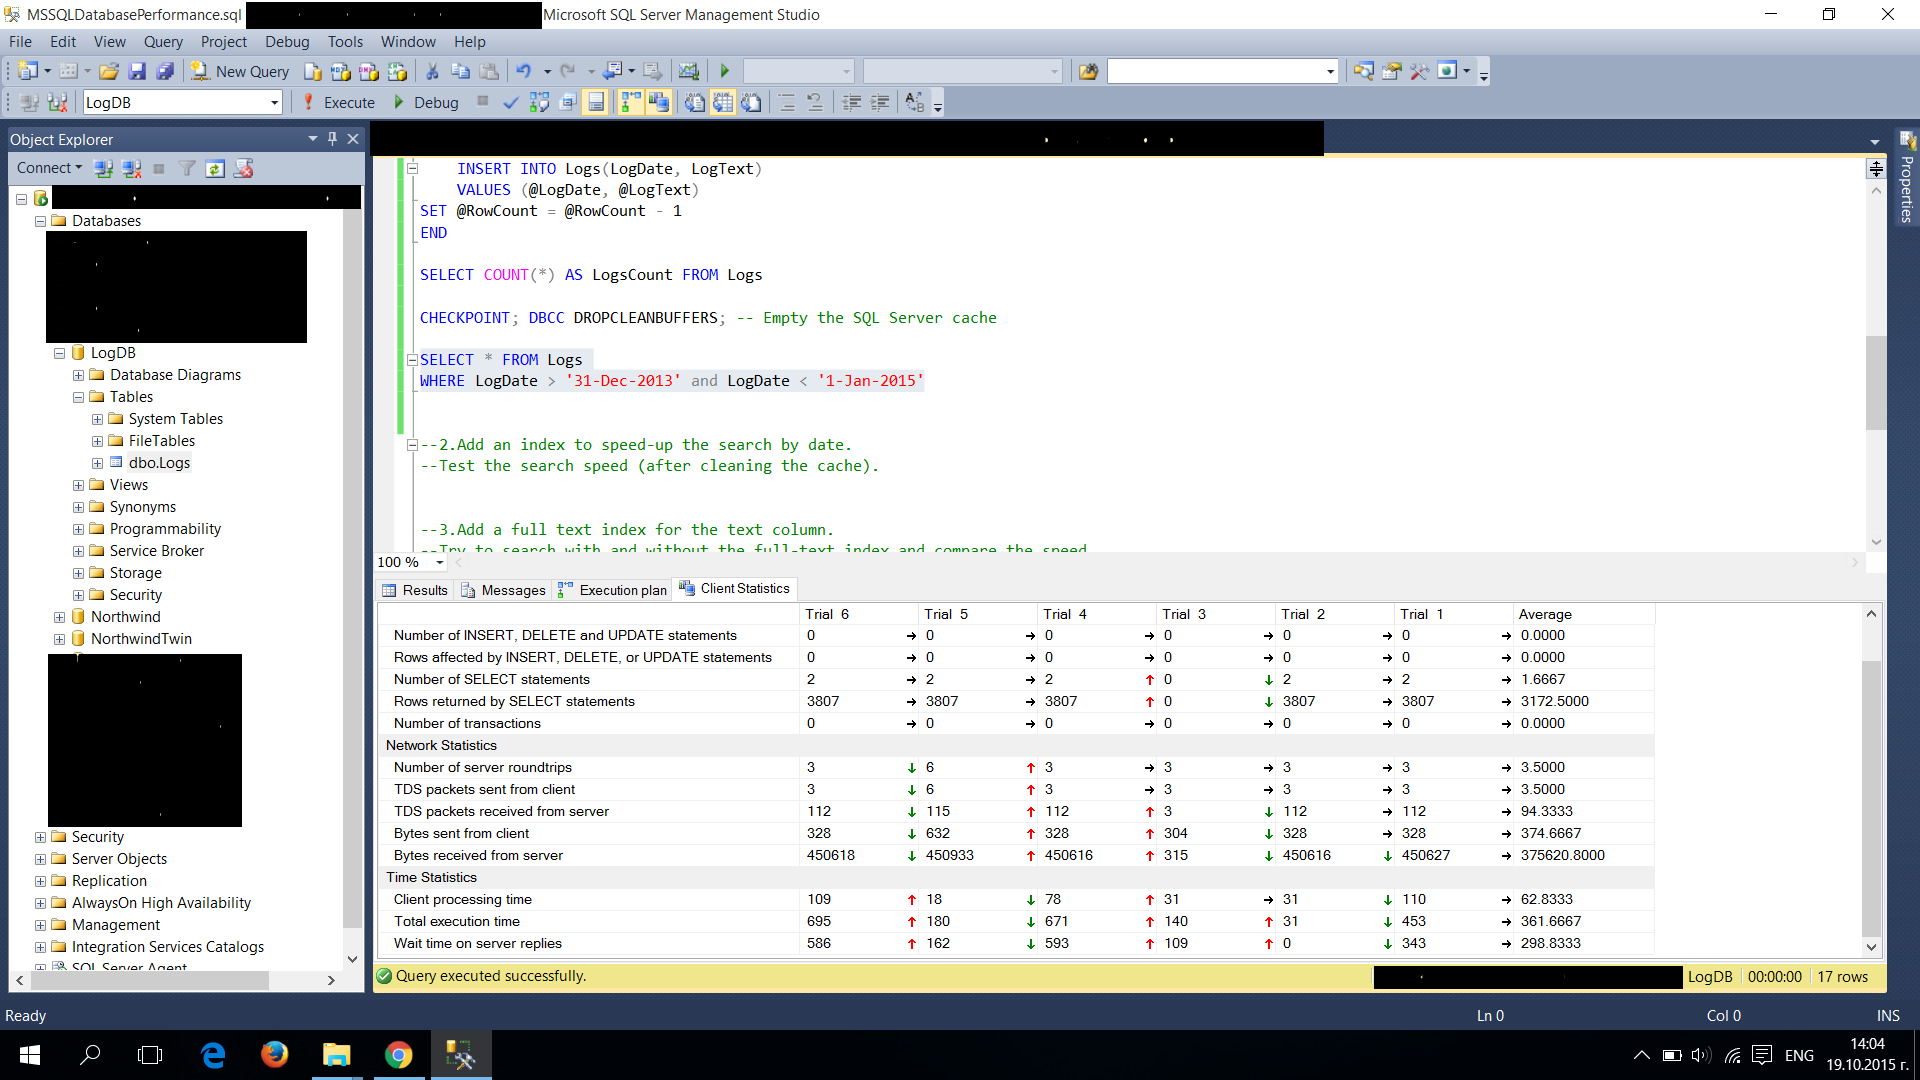 MSSQLDatabasePerformance.sql Microsoft SQL Server Management Studio
File Edit View Query Project Debug Tools Window Help
New Query
LogDB Execute Debug
Object Explorer
Connect
Databases
LogDB
Database Diagrams
Tables
System Tables
FileTables
dbo.Logs
Views
Synonyms
Programmability
Service Broker
Storage
Security
Northwind
NorthwindTwin
Security
Server Objects
Replication
AlwaysOn High Availability
Management
Integration Services Catalogs
SQL Server Agent
INSERT INTO Logs(LogDate, LogText)
VALUES (@LogDate, @LogText)
SET @RowCount = @RowCount - 1
END
SELECT COUNT(*) AS LogsCount FROM Logs
CHECKPOINT; DBCC DROPCLEANBUFFERS; -- Empty the SQL Server cache
SELECT * FROM Logs
WHERE LogDate > '31-Dec-2013' and LogDate < '1-Jan-2015'
--2.Add an index to speed-up the search by date.
--Test the search speed (after cleaning the cache).
--3.Add a full text index for the text column.
--Try to search with and without the full-text index and compare the speed
100 %
Results Messages Execution plan Client Statistics
Trial 6 Trial 5 Trial 4 Trial 3 Trial 2 Trial 1 Average
Number of INSERT, DELETE and UPDATE statements 0 → 0 → 0 → 0 → 0 → 0 → 0.0000
Rows affected by INSERT, DELETE, or UPDATE statements 0 → 0 → 0 → 0 → 0 → 0 → 0.0000
Number of SELECT statements 2 → 2 → 2 ↑ 0 ↓ 2 → 2 → 1.6667
Rows returned by SELECT statements 3807 → 3807 → 3807 ↑ 0 ↓ 3807 → 3807 → 3172.5000
Number of transactions 0 → 0 → 0 → 0 → 0 → 0 → 0.0000
Network Statistics
Number of server roundtrips 3 ↓ 6 ↑ 3 → 3 → 3 → 3 → 3.5000
TDS packets sent from client 3 ↓ 6 ↑ 3 → 3 → 3 → 3 → 3.5000
TDS packets received from server 112 ↓ 115 ↑ 112 ↑ 3 ↓ 112 → 112 → 94.3333
Bytes sent from client 328 ↓ 632 ↑ 328 ↑ 304 ↓ 328 → 328 → 374.6667
Bytes received from server 450618 ↓ 450933 ↑ 450616 ↑ 315 ↓ 450616 ↓ 450627 → 375620.8000
Time Statistics
Client processing time 109 ↑ 18 ↓ 78 ↑ 31 → 31 ↓ 110 → 62.8333
Total execution time 695 ↑ 180 ↓ 671 ↑ 140 ↑ 31 ↓ 453 → 361.6667
Wait time on server replies 586 ↑ 162 ↓ 593 ↑ 109 ↑ 0 ↓ 343 → 298.8333
Query executed successfully. LogDB 00:00:00 17 rows
Properties
Ready Ln 0 Col 0 INS
ENG 14:04
19.10.2015 г.